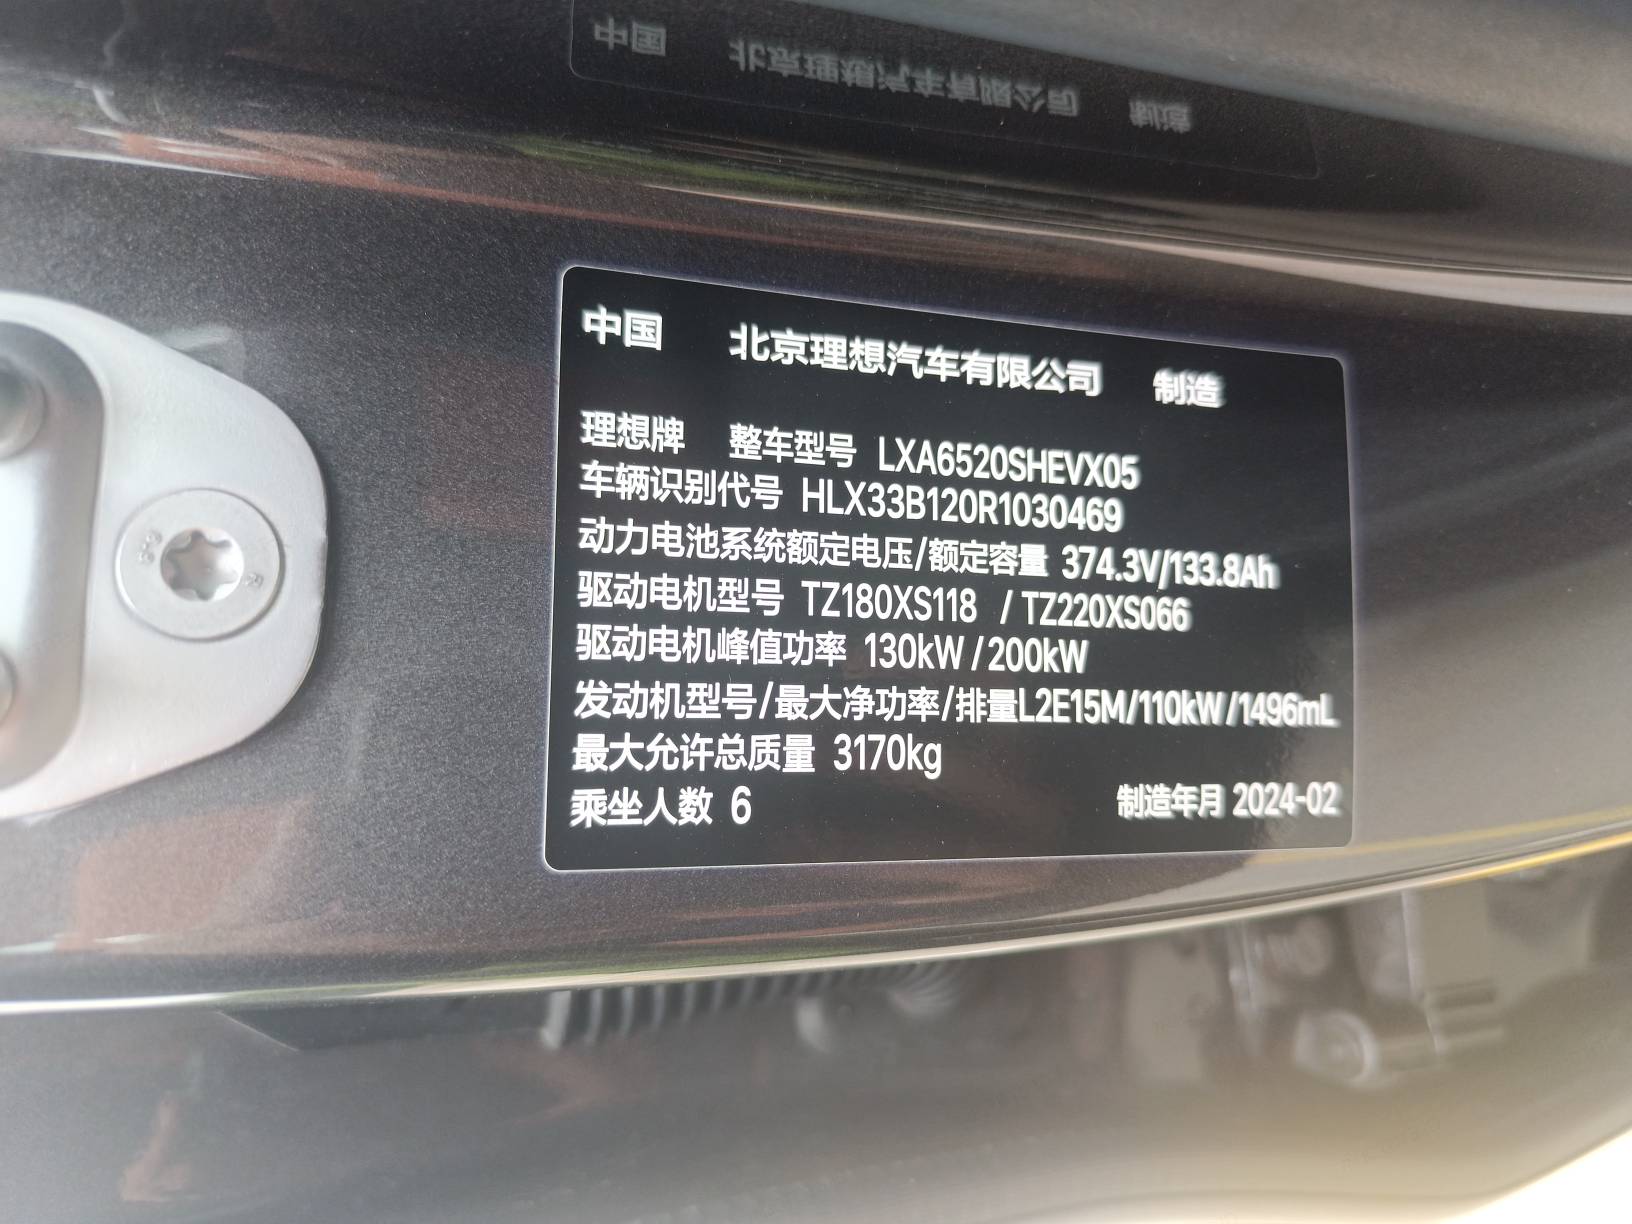 中国 北京理想汽车有限公司 制造
理想牌 整车型号 LXA6520SHEVX05
车辆识别代号 HLX33B120R1030469
动力电池系统额定电压/额定容量 374.3V/133.8Ah
驱动电机型号 TZ180XS118 / TZ220XS066
驱动电机峰值功率 130kW / 200kW
发动机型号/最大净功率/排量L2E15M/110kW/1496mL
最大允许总质量 3170kg
乘坐人数 6 制造年月 2024-02